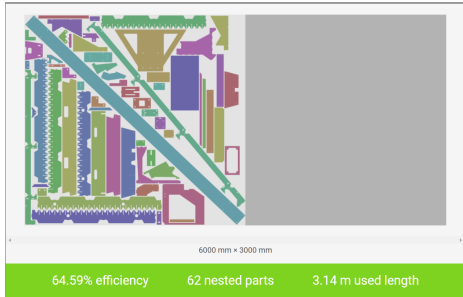 6000 mm × 3000 mm
64.59% efficiency 62 nested parts 3.14 m used length